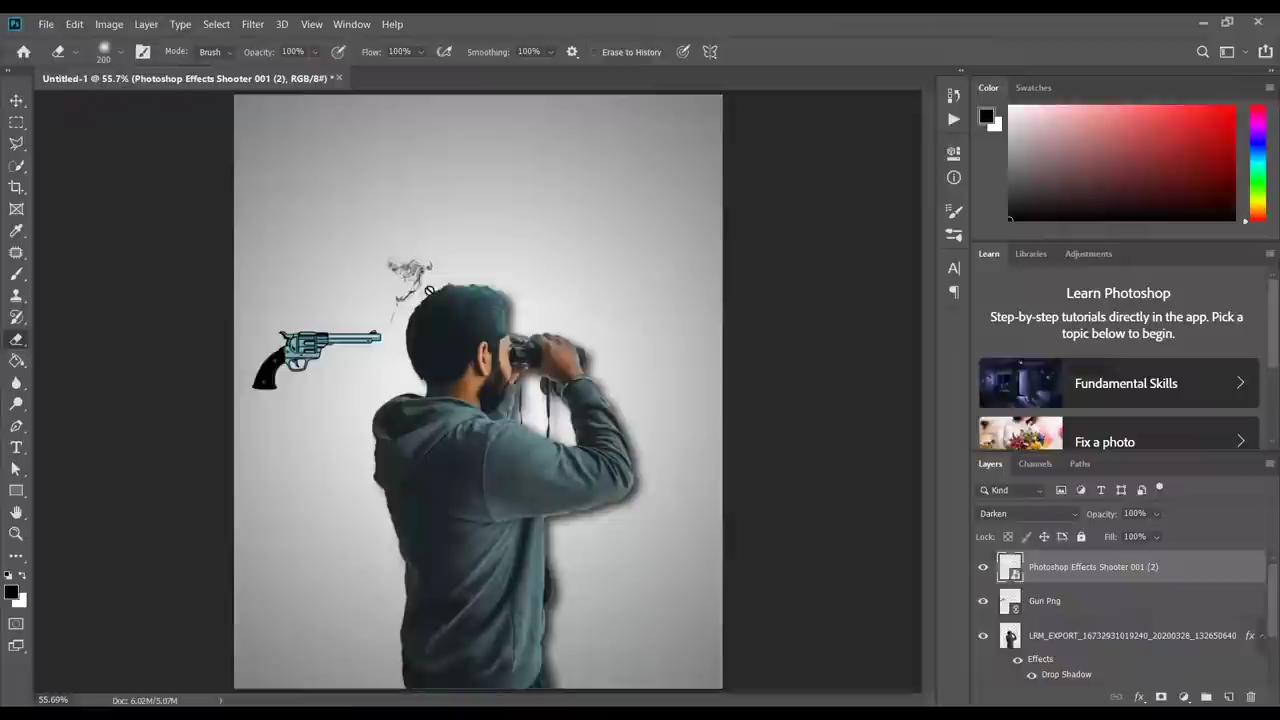 Ps File Edit Image Layer Type Select Filter 3D View Window Help
200 Mode: Brush Opacity: 100% Flow: 100% Smoothing: 100% Erase to History
Untitled-1 @ 55.7% (Photoshop Effects Shooter 001 (2), RGB/8#) *
Color Swatches
Learn Libraries Adjustments
Learn Photoshop
Step-by-step tutorials directly in the app. Pick a
topic below to begin.
Fundamental Skills
Fix a photo
Layers Channels Paths
Kind
Darken Opacity: 100%
Lock: Fill: 100%
Photoshop Effects Shooter 001 (2)
Gun Png
LRM_EXPORT_16732931019240_20200328_132650640 fx
Effects
Drop Shadow
55.69% Doc: 6.02M/5.07M
fx